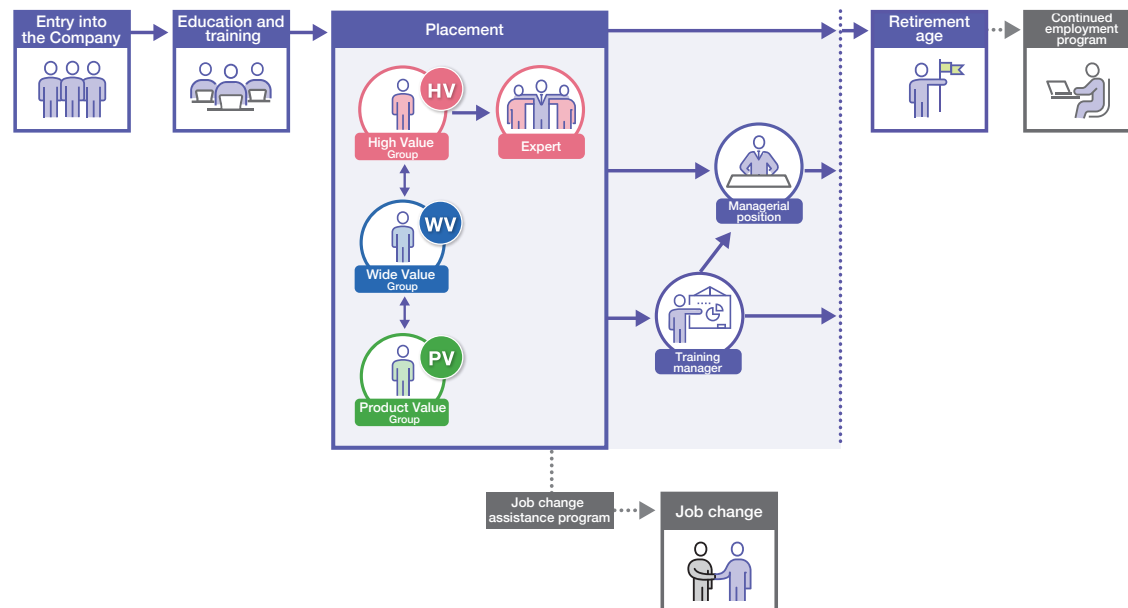 Entry into
the Company
Education and
training
Placement
Retirement
age
Continued
employment
program
HV
High Value
Group
Expert
WV
Wide Value
Group
PV
Product Value
Group
Managerial
position
Training
manager
Job change
assistance program
Job change